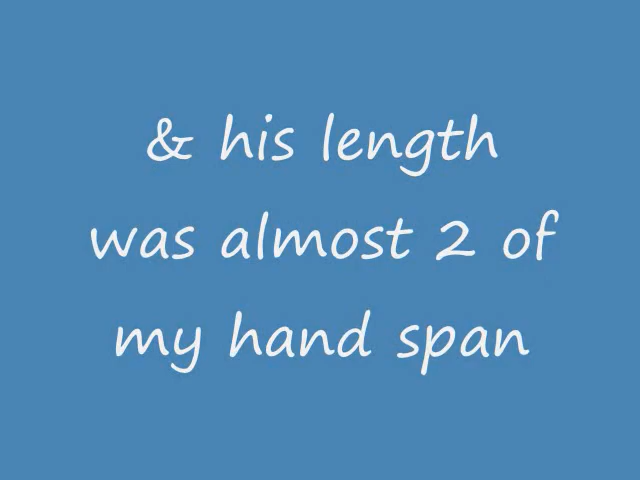 & his length
was almost 2 of
my hand span